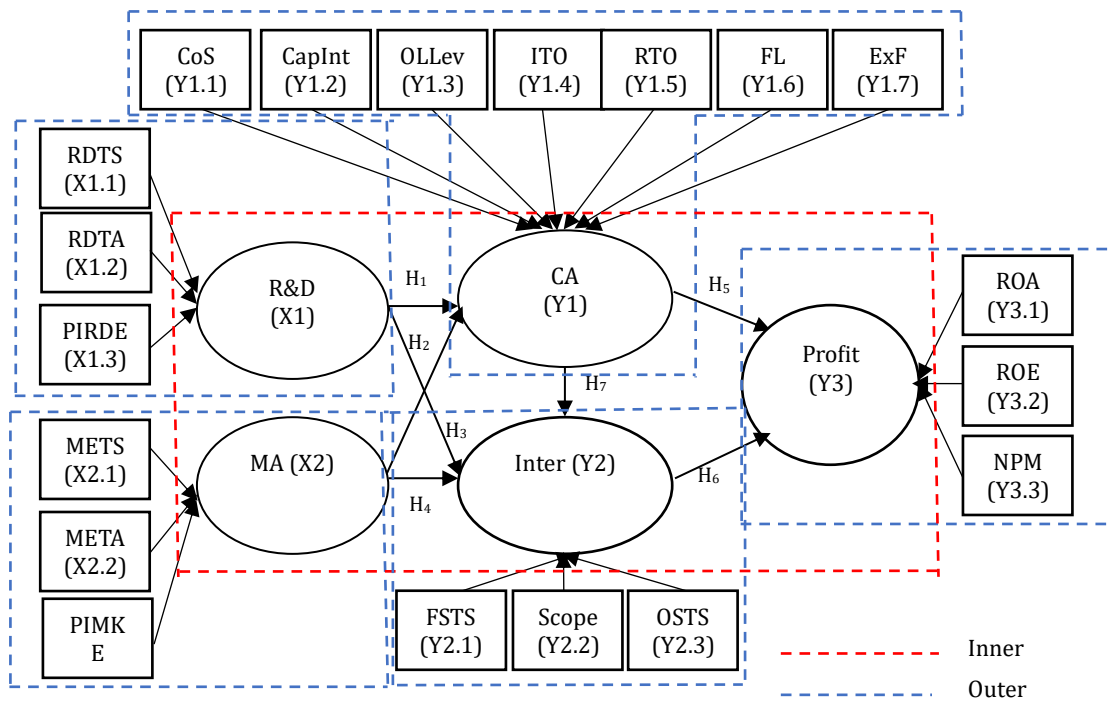 CoS
(Y1.1)
CapInt
(Y1.2)
OLLev
(Y1.3)
ITO
(Y1.4)
RTO
(Y1.5)
FL
(Y1.6)
ExF
(Y1.7)
RDTS
(X1.1)
RDTA
(X1.2)
PIRDE
(X1.3)
R&D
(X1)
H₁
H₂
CA
(Y1)
H₅
H₇
Profit
(Y3)
ROA
(Y3.1)
ROE
(Y3.2)
NPM
(Y3.3)
METS
(X2.1)
META
(X2.2)
PIMK
E
MA (X2)
H₃
H₄
Inter (Y2)
H₆
FSTS
(Y2.1)
Scope
(Y2.2)
OSTS
(Y2.3)
Inner
Outer